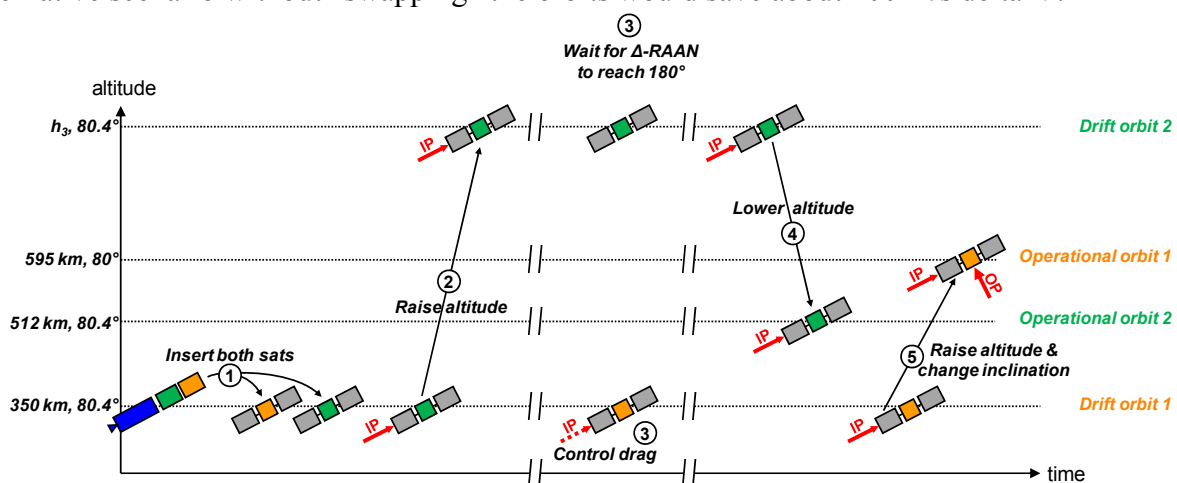 ③
Wait for Δ-RAAN
to reach 180°
altitude
h₃, 80.4°
IP
IP
Drift orbit 2
Lower altitude
④
595 km, 80°
Operational orbit 1
IP
OP
②
Raise altitude
512 km, 80.4°
Operational orbit 2
IP
Insert both sats
①
⑤
Raise altitude &
change inclination
350 km, 80.4°
Drift orbit 1
IP
IP
③
IP
Control drag
time